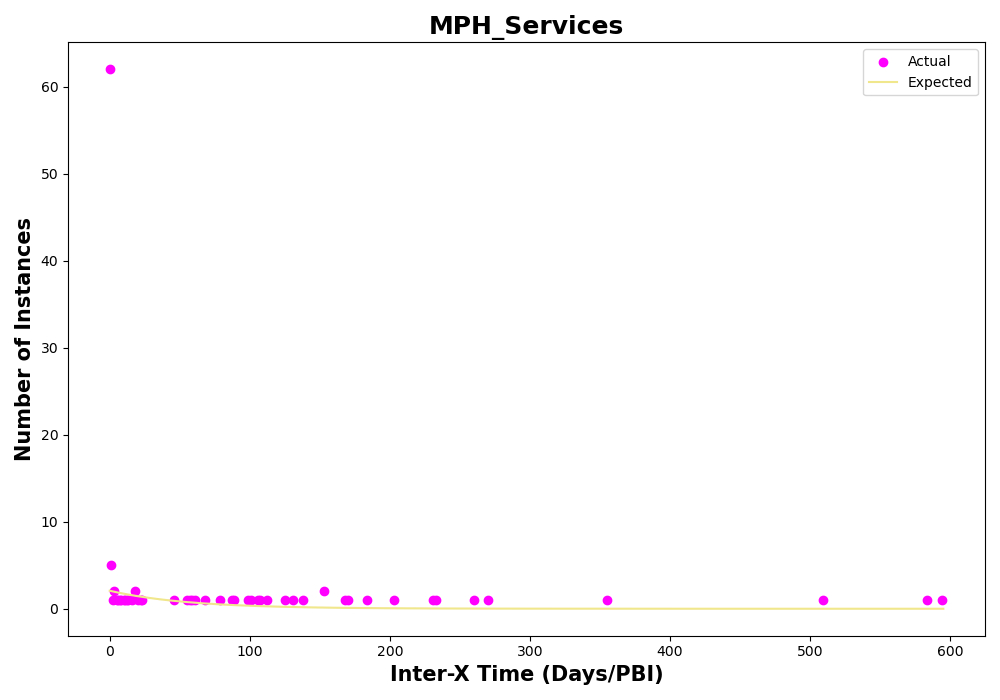 MPH_Services
Actual
Expected
60
50
40
30
20
10
0
Number of Instances
0 100 200 300 400 500 600
Inter-X Time (Days/PBI)